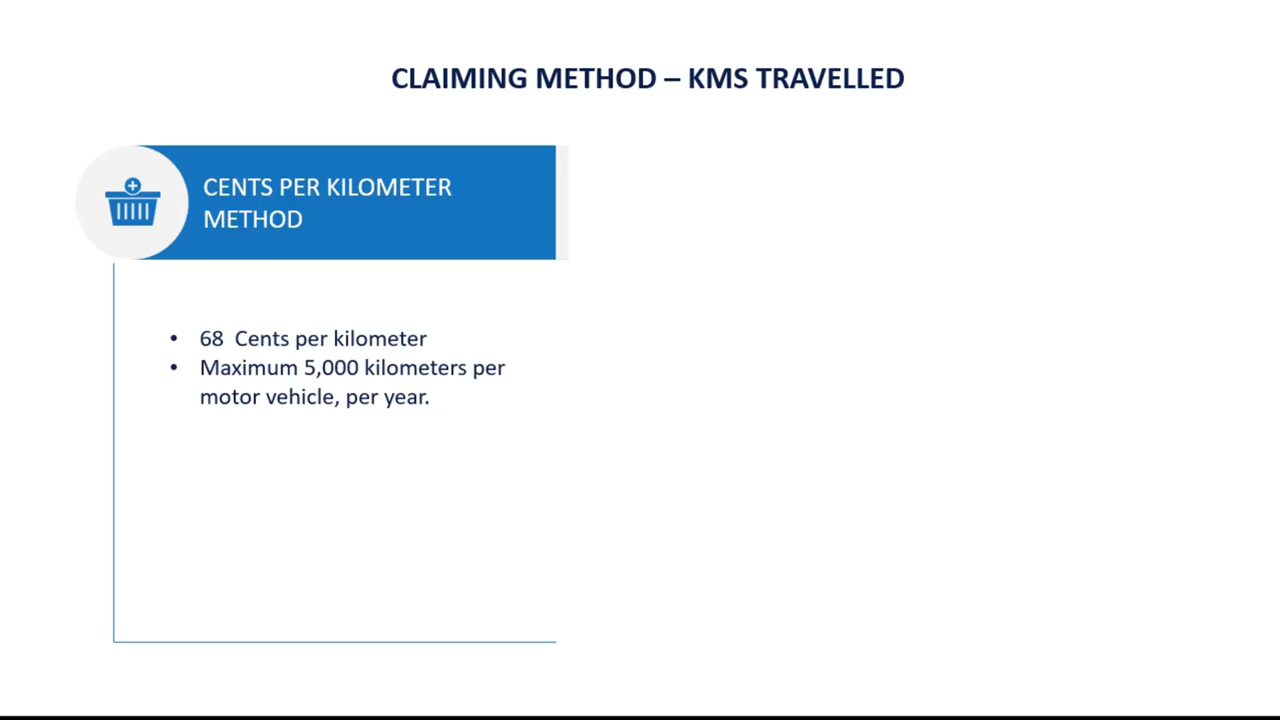 CLAIMING METHOD – KMS TRAVELLED
CENTS PER KILOMETER
METHOD
• 68 Cents per kilometer
• Maximum 5,000 kilometers per
motor vehicle, per year.